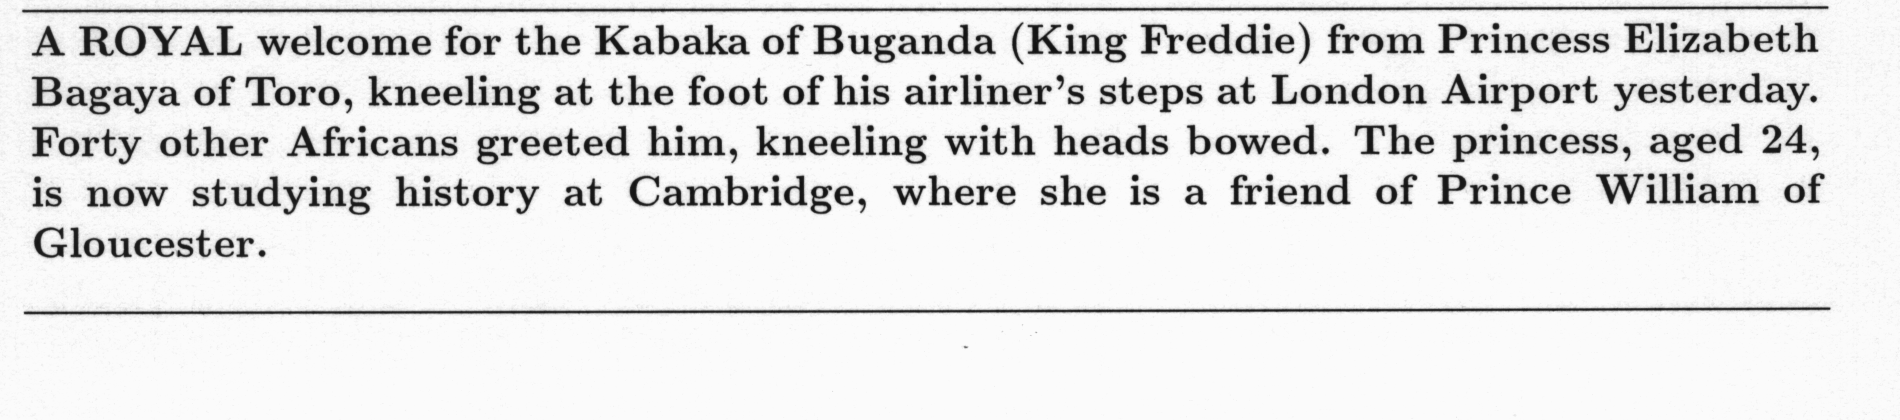 A ROYAL welcome for the Kabaka of Buganda (King Freddie) from Princess Elizabeth
Bagaya of Toro, kneeling at the foot of his airliner's steps at London Airport yesterday.
Forty other Africans greeted him, kneeling with heads bowed. The princess, aged 24,
is now studying history at Cambridge, where she is a friend of Prince William of
Gloucester.